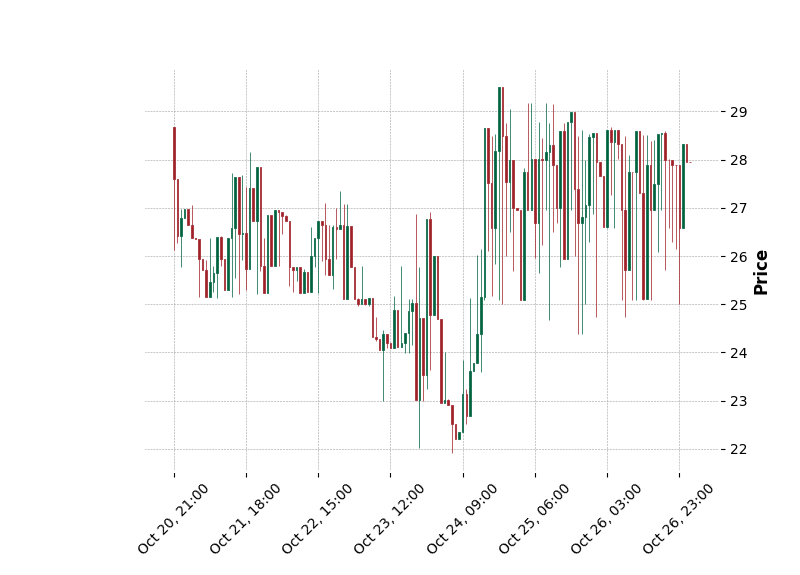 29
28
27
26
25
24
23
22
Price
Oct 20, 21:00
Oct 21, 18:00
Oct 22, 15:00
Oct 23, 12:00
Oct 24, 09:00
Oct 25, 06:00
Oct 26, 03:00
Oct 26, 23:00